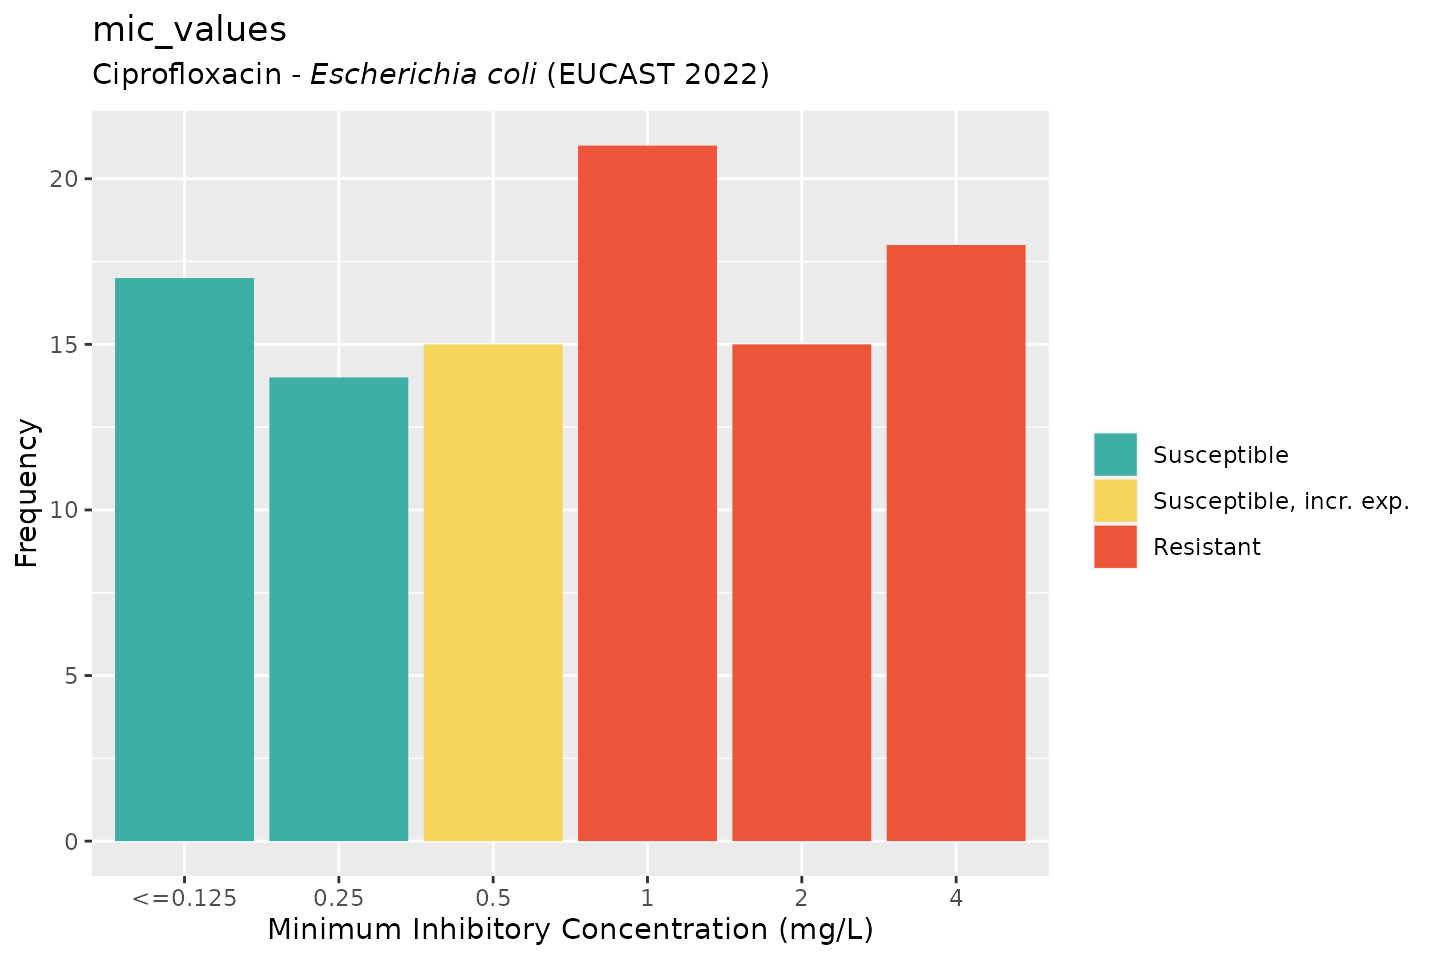 mic_values
Ciprofloxacin - Escherichia coli (EUCAST 2022)
Frequency
20
15
10
5
0
<=0.125
0.25
0.5
1
2
4
Minimum Inhibitory Concentration (mg/L)
Susceptible
Susceptible, incr. exp.
Resistant